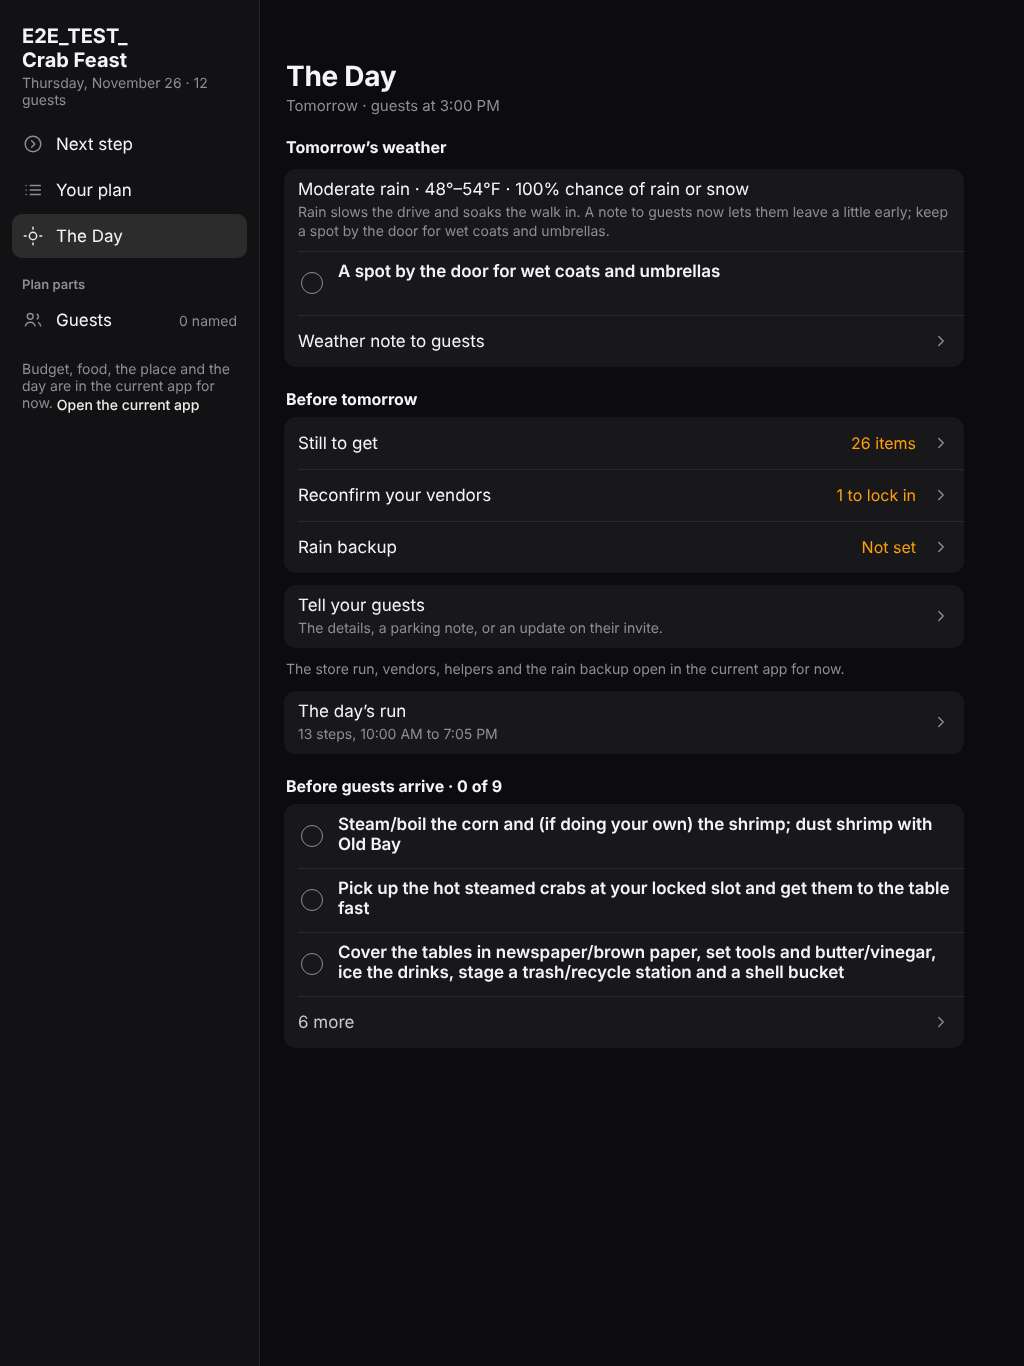 E2E_TEST_
Crab Feast
Thursday, November 26 · 12
guests
Next step
Your plan
The Day
Plan parts
Guests
0 named
Budget, food, the place and the
day are in the current app for
now. Open the current app
The Day
Tomorrow · guests at 3:00 PM
Tomorrow’s weather
Moderate rain · 48°–54°F · 100% chance of rain or snow
Rain slows the drive and soaks the walk in. A note to guests now lets them leave a little early; keep
a spot by the door for wet coats and umbrellas.
A spot by the door for wet coats and umbrellas
Weather note to guests
Before tomorrow
Still to get
26 items
Reconfirm your vendors
1 to lock in
Rain backup
Not set
Tell your guests
The details, a parking note, or an update on their invite.
The store run, vendors, helpers and the rain backup open in the current app for now.
The day’s run
13 steps, 10:00 AM to 7:05 PM
Before guests arrive · 0 of 9
Steam/boil the corn and (if doing your own) the shrimp; dust shrimp with
Old Bay
Pick up the hot steamed crabs at your locked slot and get them to the table
fast
Cover the tables in newspaper/brown paper, set tools and butter/vinegar,
ice the drinks, stage a trash/recycle station and a shell bucket
6 more